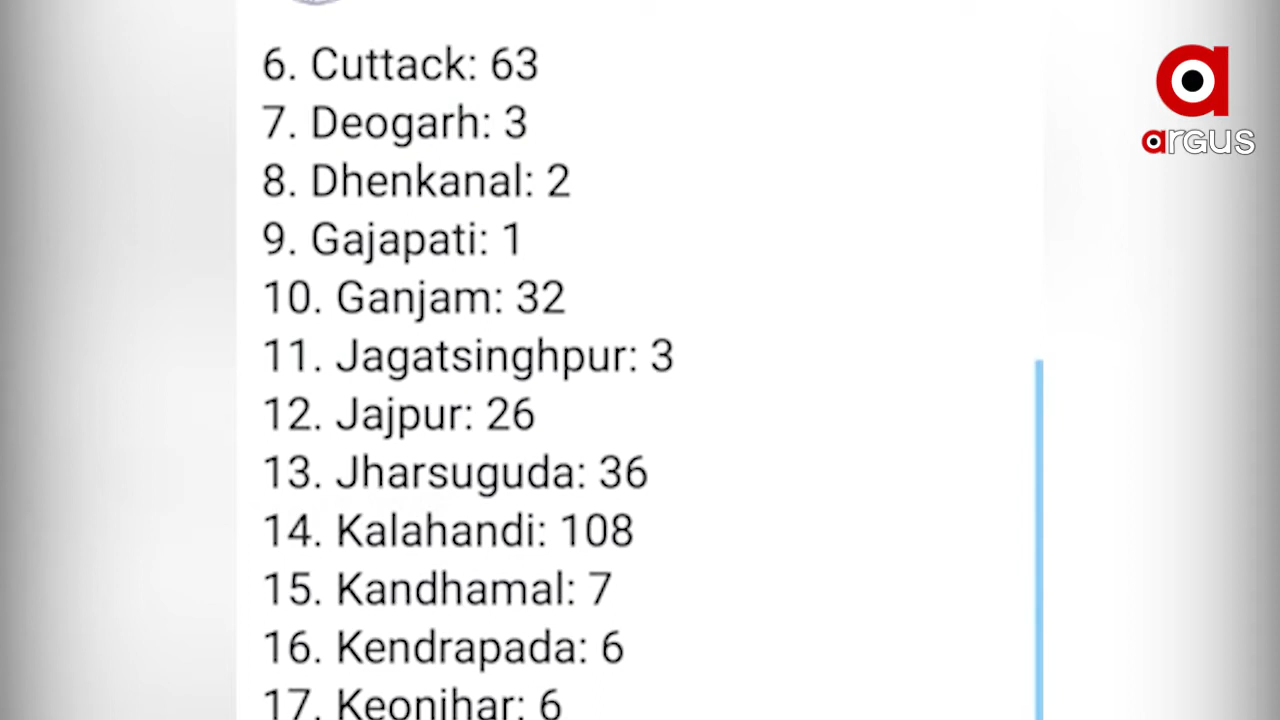 6. Cuttack: 63
7. Deogarh: 3
8. Dhenkanal: 2
9. Gajapati: 1
10. Ganjam: 32
11. Jagatsinghpur: 3
12. Jajpur: 26
13. Jharsuguda: 36
14. Kalahandi: 108
15. Kandhamal: 7
16. Kendrapada: 6
17. Keonjhar: 6
a
argus